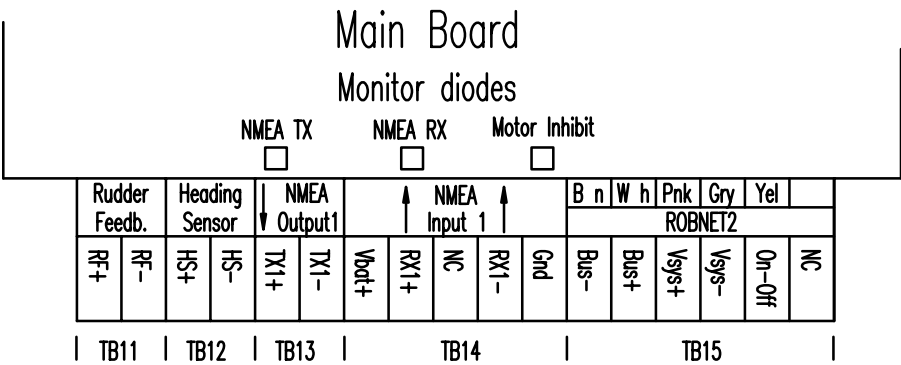 Main Board
Monitor diodes
NMEA TX NMEA RX Motor Inhibit
Rudder Heading NMEA NMEA B n W h Pnk Gry Yel
Feedb. Sensor Output1 Input 1 ROBNET2
RF+ RF- HS+ HS- TX1+ TX1- Vbat+ RX1+ NC RX1- Gnd Bus- Bus+ Vsys+ Vsys- On-Off NC
TB11 TB12 TB13 TB14 TB15